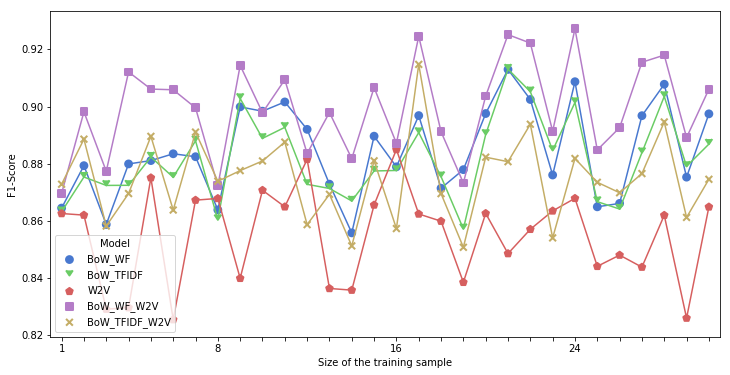 0.92
0.90
0.88
0.86
0.84
0.82
F1-Score
Model
BoW_WF
BoW_TFIDF
W2V
BoW_WF_W2V
BoW_TFIDF_W2V
1 8 16 24
Size of the training sample